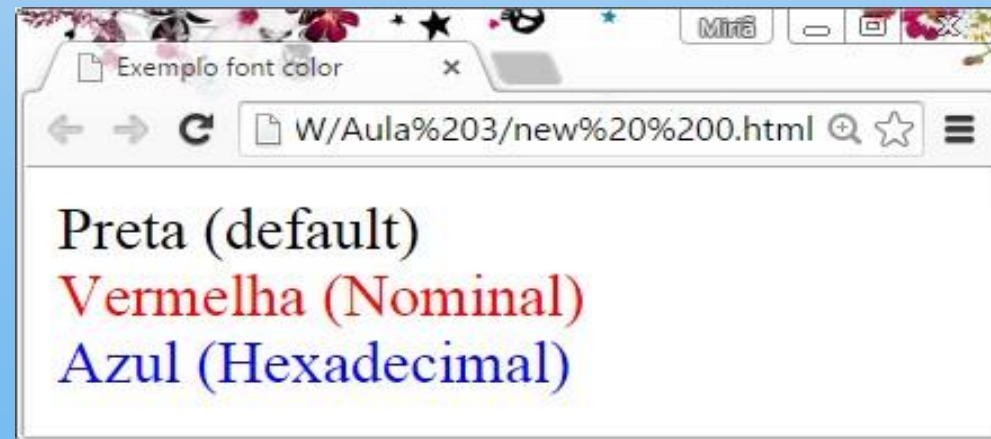 Miriã
Exemplo font color
W/Aula%203/new%20%200.html
Preta (default)
Vermelha (Nominal)
Azul (Hexadecimal)